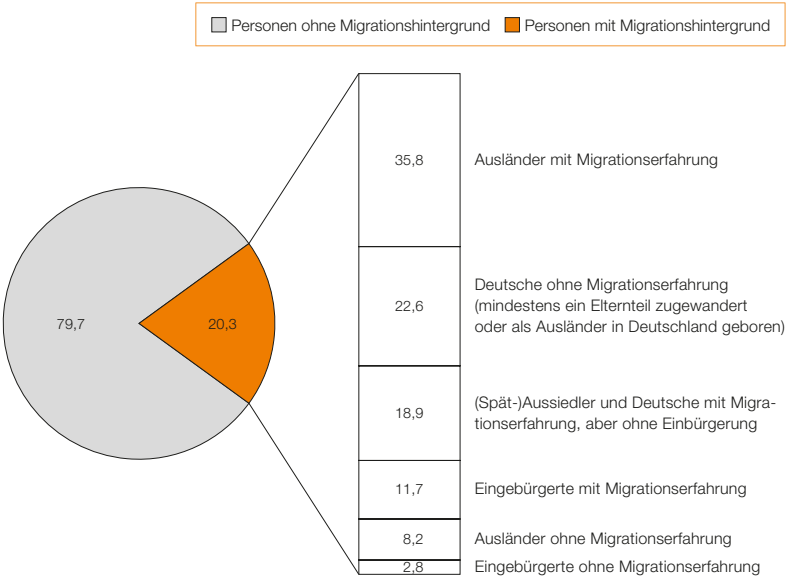 Personen ohne Migrationshintergrund Personen mit Migrationshintergrund
79,7
20,3
35,8 Ausländer mit Migrationserfahrung
Deutsche ohne Migrationserfahrung
22,6 (mindestens ein Elternteil zugewandert
oder als Ausländer in Deutschland geboren)
18,9 (Spät-)Aussiedler und Deutsche mit Migra-
tionserfahrung, aber ohne Einbürgerung
11,7 Eingebürgerte mit Migrationserfahrung
8,2 Ausländer ohne Migrationserfahrung
2,8 Eingebürgerte ohne Migrationserfahrung